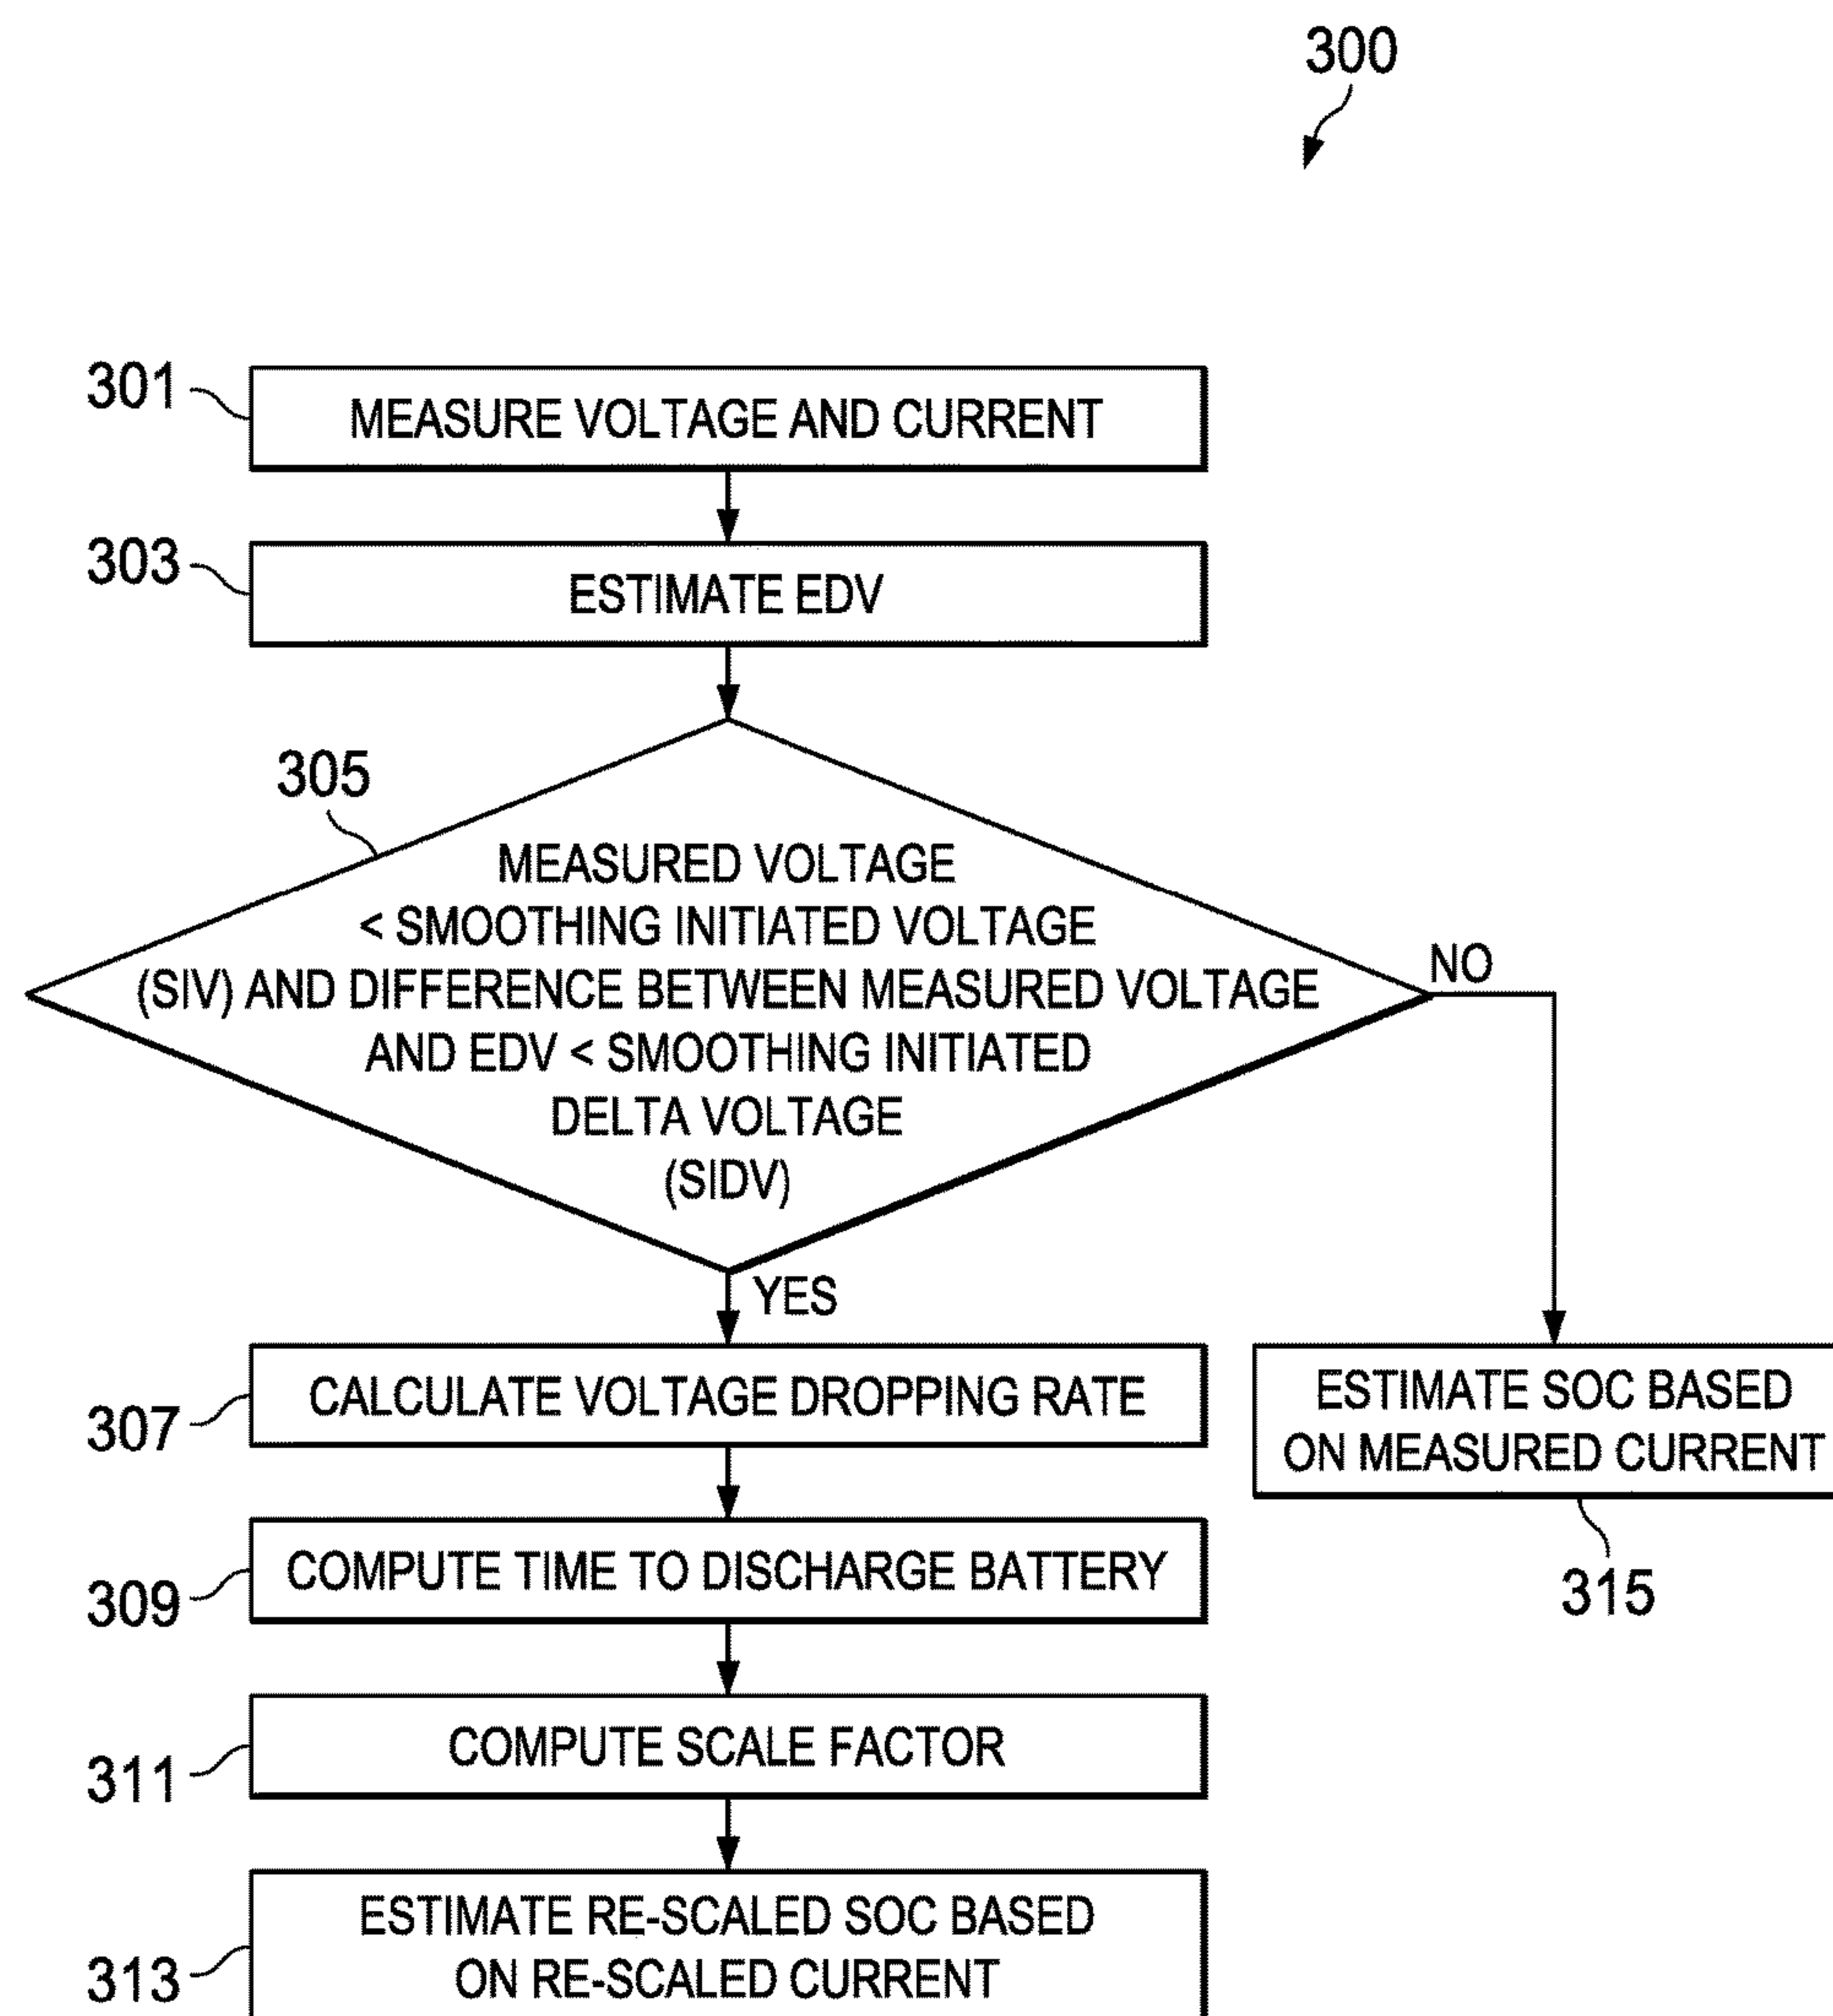 300
301
MEASURE VOLTAGE AND CURRENT
303
ESTIMATE EDV
305
MEASURED VOLTAGE
< SMOOTHING INITIATED VOLTAGE
(SIV) AND DIFFERENCE BETWEEN MEASURED VOLTAGE
AND EDV < SMOOTHING INITIATED
DELTA VOLTAGE
(SIDV)
NO
YES
307
CALCULATE VOLTAGE DROPPING RATE
ESTIMATE SOC BASED
ON MEASURED CURRENT
315
309
COMPUTE TIME TO DISCHARGE BATTERY
311
COMPUTE SCALE FACTOR
313
ESTIMATE RE-SCALED SOC BASED
ON RE-SCALED CURRENT